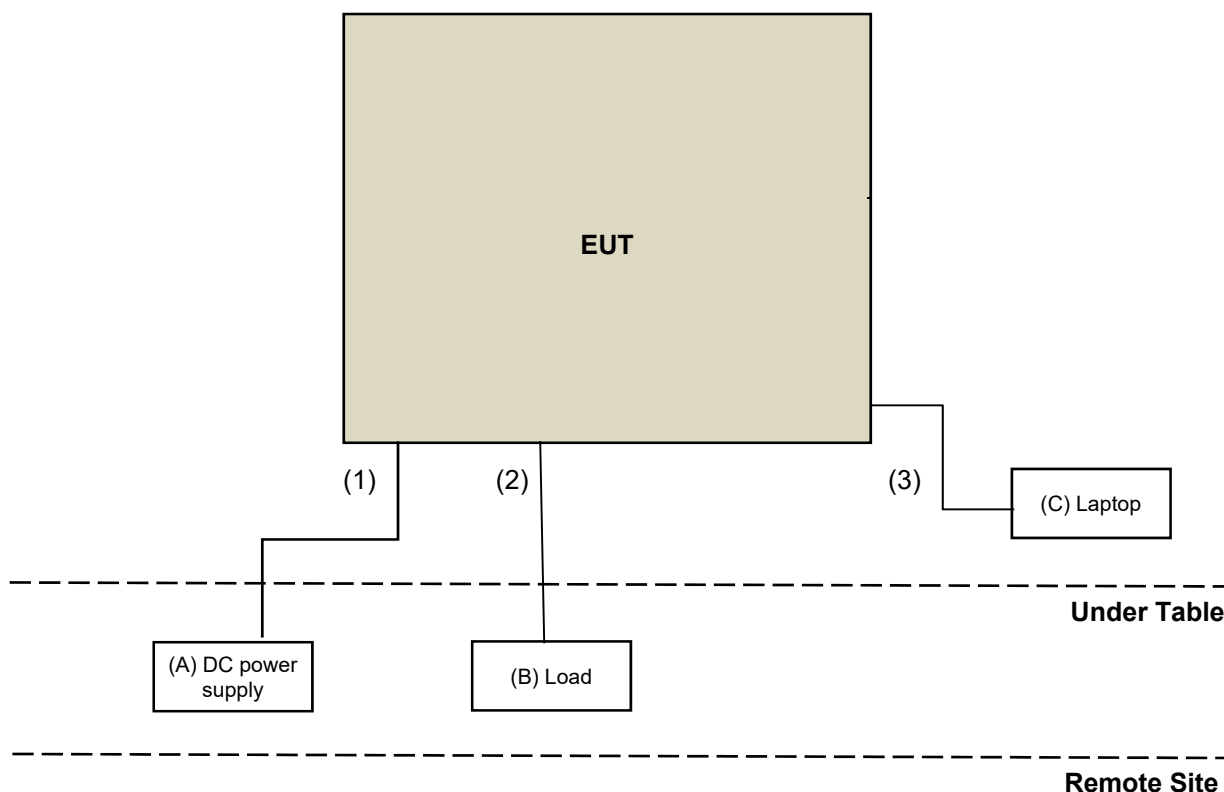 EUT
(1)
(2)
(3)
(C) Laptop
Under Table
(A) DC power
supply
(B) Load
Remote Site